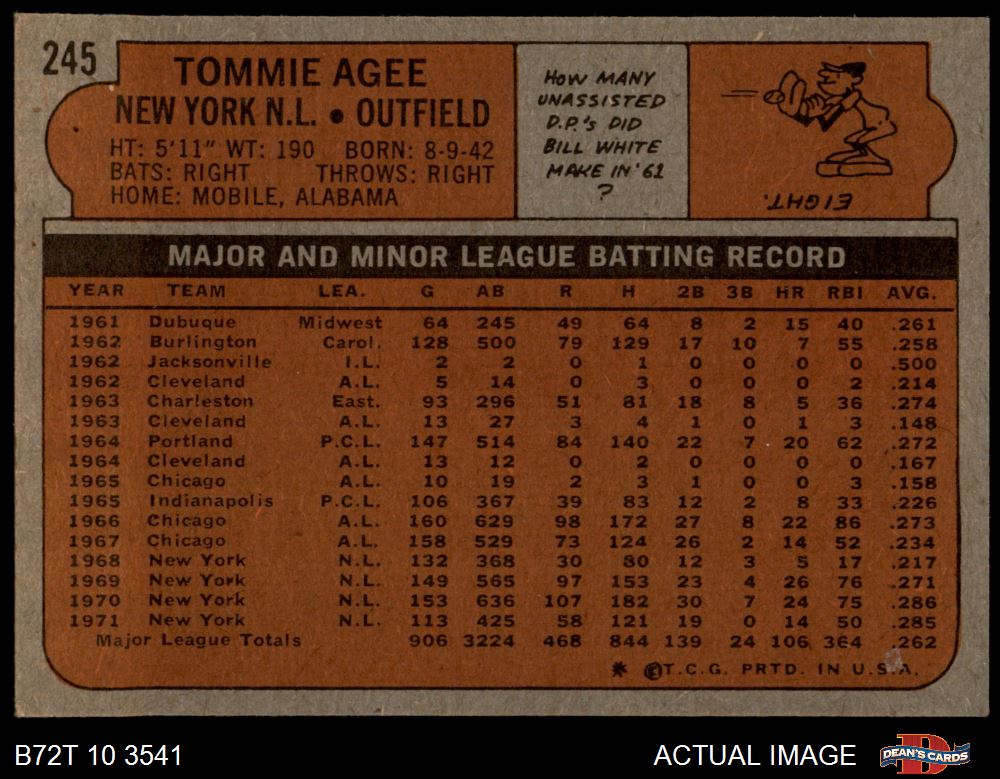 245
TOMMIE AGEE
NEW YORK N.L. • OUTFIELD
HT: 5'11" WT: 190 BORN: 8-9-42
BATS: RIGHT THROWS: RIGHT
HOME: MOBILE, ALABAMA
HOW MANY
UNASSISTED
D.P.'s DID
BILL WHITE
MAKE IN '61
?
EIGHT.
MAJOR AND MINOR LEAGUE BATTING RECORD
YEAR TEAM LEA. G AB R H 2B 3B HR RBI AVG.
1961 Dubuque Midwest 64 245 49 64 8 2 15 40 .261
1962 Burlington Carol. 128 500 79 129 17 10 7 55 .258
1962 Jacksonville I.L. 2 2 0 1 0 0 0 0 .500
1962 Cleveland A.L. 5 14 0 3 0 0 0 2 .214
1963 Charleston East. 93 296 51 81 18 8 5 36 .274
1963 Cleveland A.L. 13 27 3 4 1 0 1 3 .148
1964 Portland P.C.L. 147 514 84 140 22 7 20 62 .272
1964 Cleveland A.L. 13 12 0 2 0 0 0 0 .167
1965 Chicago A.L. 10 19 2 3 1 0 0 3 .158
1965 Indianapolis P.C.L. 106 367 39 83 12 2 8 33 .226
1966 Chicago A.L. 160 629 98 172 27 8 22 86 .273
1967 Chicago A.L. 158 529 73 124 26 2 14 52 .234
1968 New York N.L. 132 368 30 80 12 3 5 17 .217
1969 New York N.L. 149 565 97 153 23 4 26 76 .271
1970 New York N.L. 153 636 107 182 30 7 24 75 .286
1971 New York N.L. 113 425 58 121 19 0 14 50 .285
Major League Totals 906 3224 468 844 139 24 106 364 .262
* ©T.C.G. PRTD. IN U.S.A.
B72T 10 3541 ACTUAL IMAGE DEAN'S CARDS